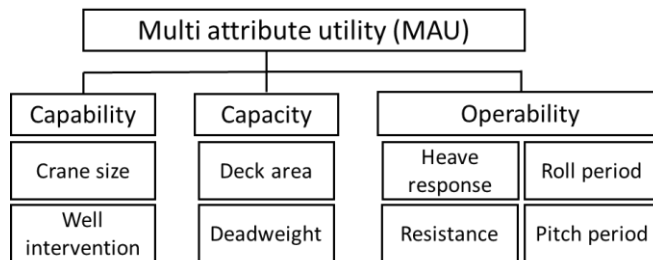 Multi attribute utility (MAU)
Capability
Capacity
Operability
Crane size
Deck area
Heave
response
Roll period
Well
intervention
Deadweight
Resistance
Pitch period